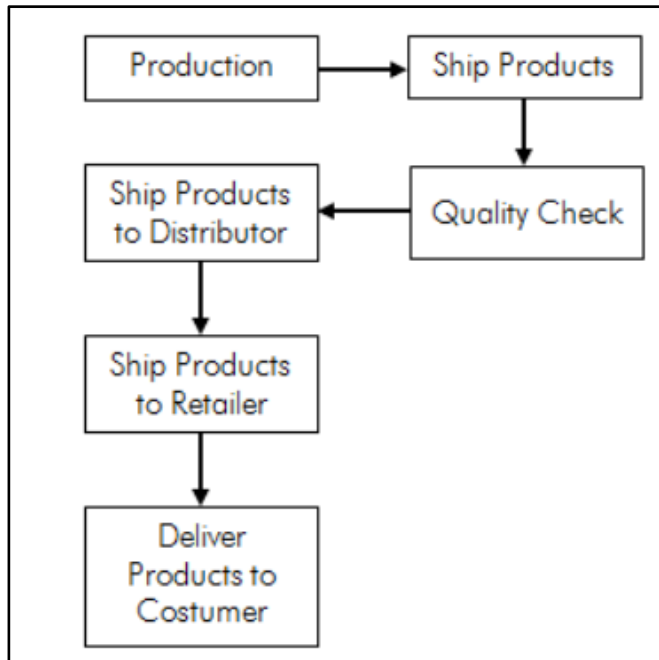 Production
Ship Products
Quality Check
Ship Products
to Distributor
Ship Products
to Retailer
Deliver
Products to
Costumer